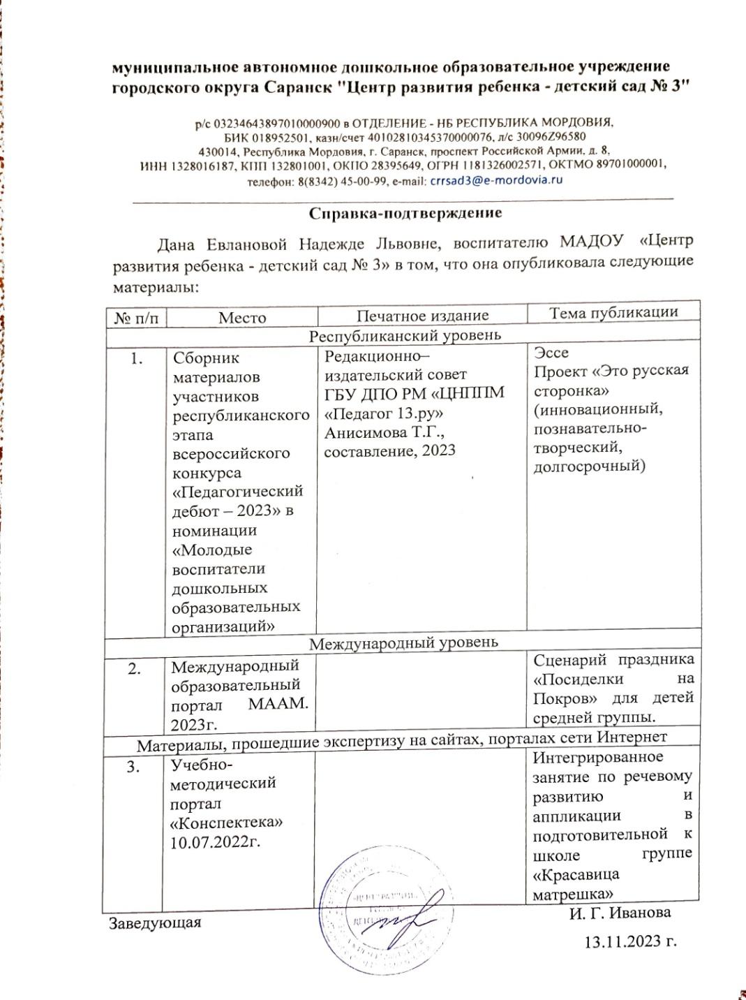 муниципальное автономное дошкольное образовательное учреждение
городского округа Саранск "Центр развития ребенка - детский сад № 3"
р/с 03234643897010000900 в ОТДЕЛЕНИЕ - НБ РЕСПУБЛИКА МОРДОВИЯ,
БИК 018952501, казн/счет 40102810345370000076, л/с 30096Z96580
430014, Республика Мордовия, г. Саранск, проспект Российской Армии, д. 8,
ИНН 1328016187, КПП 132801001, ОКПО 28395649, ОГРН 1181326002571, ОКТМО 89701000001,
телефон: 8(8342) 45-00-99, e-mail: crrsad3@e-mordovia.ru
Справка-подтверждение
Дана Евлановой Надежде Львовне, воспитателю МАДОУ «Центр
развития ребенка - детский сад № 3» в том, что она опубликовала следующие
материалы:
№ п/п Место Печатное издание Тема публикации
Республиканский уровень
1.
Сборник
материалов
участников
республиканского
этапа
всероссийского
конкурса
«Педагогический
дебют – 2023» в
номинации
«Молодые
воспитатели
дошкольных
образовательных
организаций»
Редакционно–
издательский совет
ГБУ ДПО РМ «ЦНППМ
«Педагог 13.ру»
Анисимова Т.Г.,
составление, 2023
Эссе
Проект «Это русская
сторонка»
(инновационный,
познавательно-
творческий,
долгосрочный)
Международный уровень
2.
Международный
образовательный
портал МААМ.
2023г.
Сценарий праздника
«Посиделки на
Покров» для детей
средней группы.
Материалы, прошедшие экспертизу на сайтах, порталах сети Интернет
3.
Учебно-
методический
портал
«Конспектека»
10.07.2022г.
Интегрированное
занятие по речевому
развитию и
аппликации в
подготовительной к
школе группе
«Красавица
матрешка»
Заведующая И. Г. Иванова
13.11.2023 г.